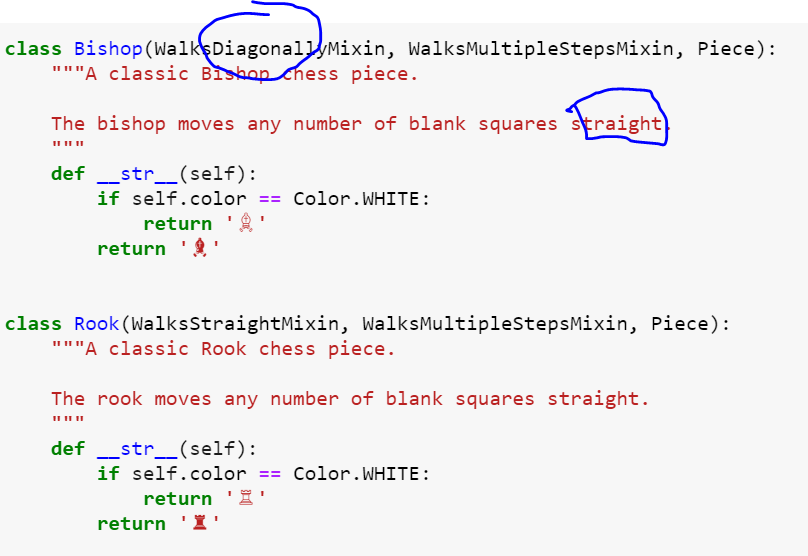 class Bishop(WalksDiagonallyMixin, WalksMultipleStepsMixin, Piece):
    """A classic Bishop chess piece.

    The bishop moves any number of blank squares straight.
    """
    def __str__(self):
        if self.color == Color.WHITE:
            return '♗'
        return '♝'

class Rook(WalksStraightMixin, WalksMultipleStepsMixin, Piece):
    """A classic Rook chess piece.

    The rook moves any number of blank squares straight.
    """
    def __str__(self):
        if self.color == Color.WHITE:
            return '♖'
        return '♜'